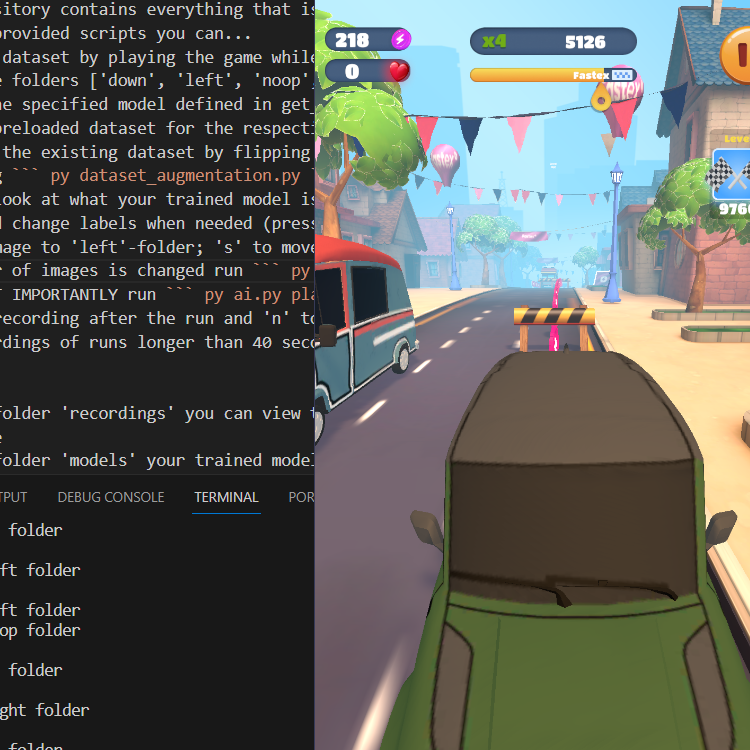 sitory contains everything that is
provided scripts you can...
dataset by playing the game while
e folders ['down', 'left', 'noop',
he specified model defined in get_
preloaded dataset for the respecti
the existing dataset by flipping
g ``` py dataset_augmentation.py
look at what your trained model is
d change labels when needed (press
mage to 'left'-folder; 's' to move
r of images is changed run ``` py
T IMPORTANTLY run ``` py ai.py pla
recording after the run and 'n' to
rdings of runs longer than 40 seco
folder 'recordings' you can view t
e
folder 'models' your trained model
TPUT DEBUG CONSOLE TERMINAL POR
folder
ft folder
ft folder
op folder
folder
ght folder
folder
218
0
x4 5126
Faster
Leve
976